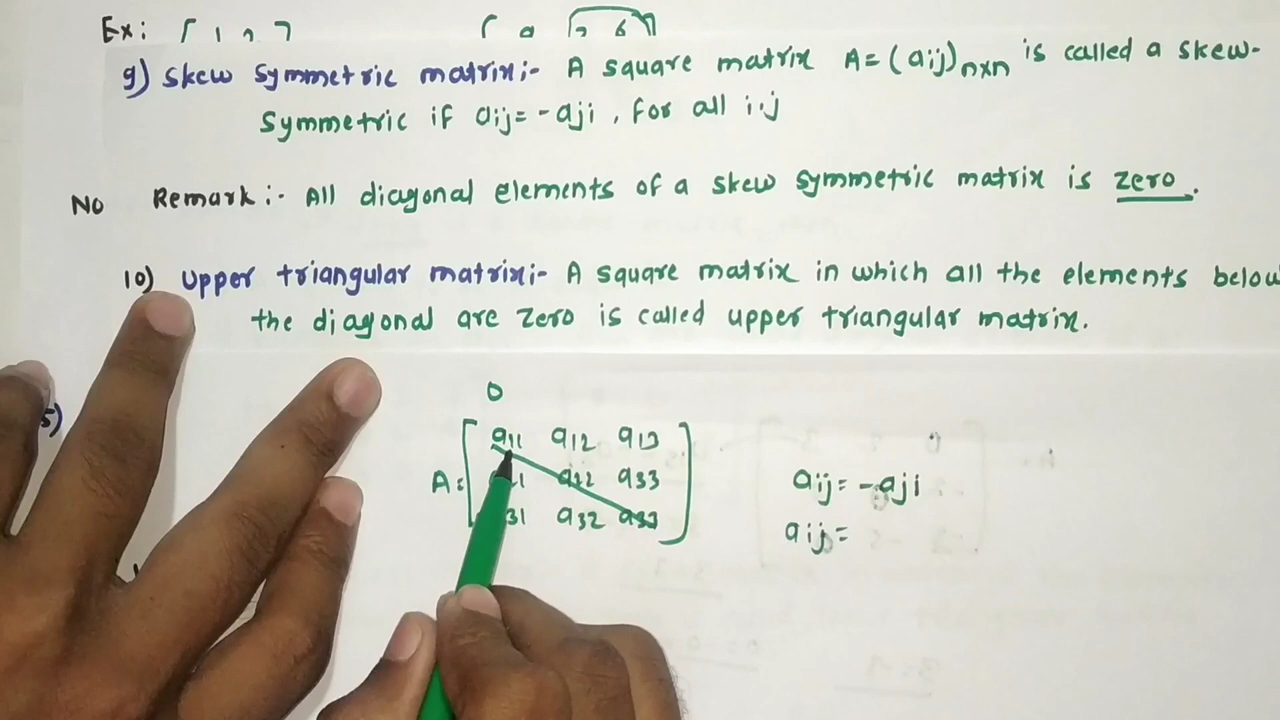 Ex:
9) Skew Symmetric matrix:- A square matrix A = (aij)nxn is called a skew-
Symmetric if aij = -aji , for all i,j
No Remark :- All diagonal elements of a skew symmetric matrix is zero.
10) Upper triangular matrix:- A square matrix in which all the elements below
the diagonal are zero is called upper triangular matrix.
5)
0
a11 a12 a13
A = a22 a33
31 a32 a33
aij = -aji
aij =